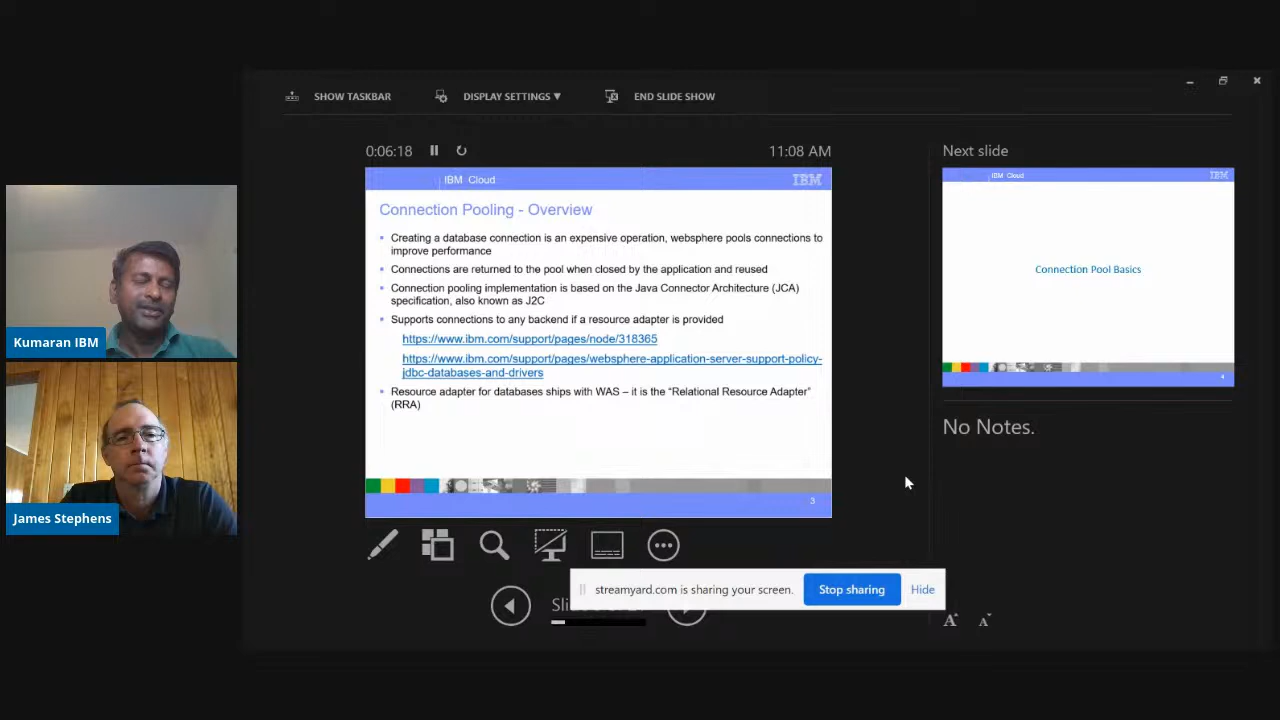 SHOW TASKBAR
DISPLAY SETTINGS ▼
END SLIDE SHOW
0:06:18
11:08 AM
Next slide
IBM Cloud
IBM
Connection Pooling - Overview
▪ Creating a database connection is an expensive operation, websphere pools connections to
improve performance
▪ Connections are returned to the pool when closed by the application and reused
▪ Connection pooling implementation is based on the Java Connector Architecture (JCA)
specification, also known as J2C
▪ Supports connections to any backend if a resource adapter is provided
https://www.ibm.com/support/pages/node/318365
https://www.ibm.com/support/pages/websphere-application-server-support-policy-
jdbc-databases-and-drivers
▪ Resource adapter for databases ships with WAS – it is the “Relational Resource Adapter”
(RRA)
3
IBM Cloud
IBM
Connection Pool Basics
4
No Notes.
Kumaran IBM
James Stephens
streamyard.com is sharing your screen.
Stop sharing
Hide
A A